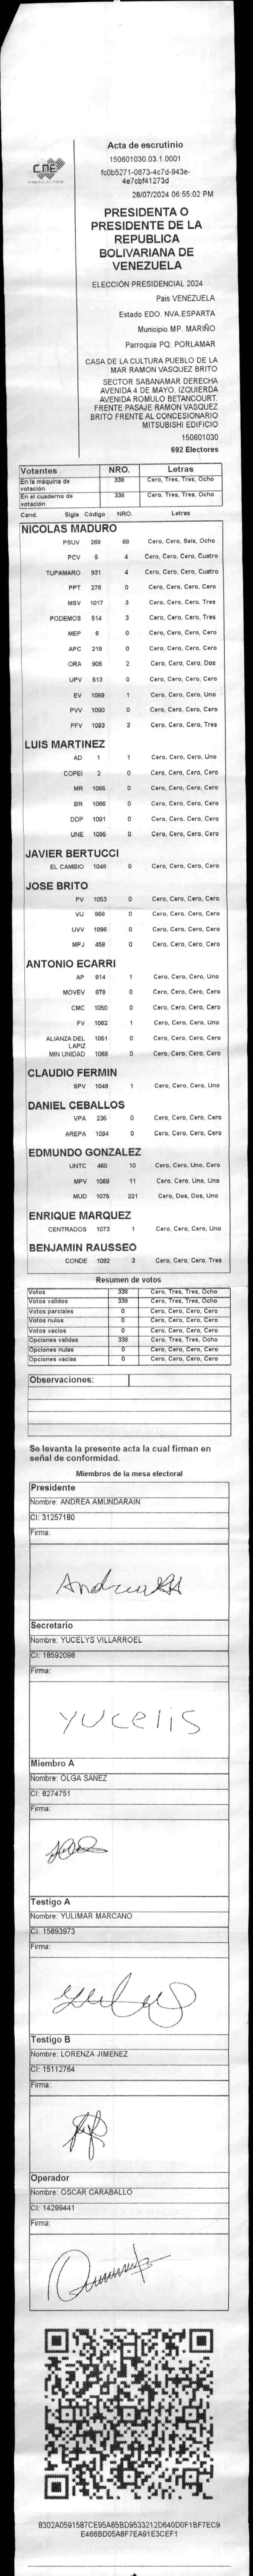 CNE
Acta de escrutinio
150601030.03.1.0001
fc0b5271-0673-4c7d-943e-
4e7cbf41273d
28/07/2024 06:55:02 PM
PRESIDENTA O
PRESIDENTE DE LA
REPUBLICA
BOLIVARIANA DE
VENEZUELA
ELECCIÓN PRESIDENCIAL 2024
Pais VENEZUELA
Estado EDO. NVA.ESPARTA
Municipio MP. MARIÑO
Parroquia PQ. PORLAMAR
CASA DE LA CULTURA PUEBLO DE LA
MAR RAMON VASQUEZ BRITO
SECTOR SABANAMAR DERECHA
AVENIDA 4 DE MAYO. IZQUIERDA
AVENIDA ROMULO BETANCOURT.
FRENTE PASAJE RAMON VASQUEZ
BRITO FRENTE AL CONCESIONARIO
MITSUBISHI EDIFICIO
150601030
692 Electores
Votantes NRO. Letras
En la máquina de votación 338 Cero, Tres, Tres, Ocho
En el cuaderno de votación 338 Cero, Tres, Tres, Ocho
Cand. Sigla Código NRO. Letras
NICOLAS MADURO
PSUV 269 68 Cero, Cero, Seis, Ocho
PCV 9 4 Cero, Cero, Cero, Cuatro
TUPAMARO 931 4 Cero, Cero, Cero, Cuatro
PPT 276 0 Cero, Cero, Cero, Cero
MSV 1017 3 Cero, Cero, Cero, Tres
PODEMOS 514 3 Cero, Cero, Cero, Tres
MEP 6 0 Cero, Cero, Cero, Cero
APC 219 0 Cero, Cero, Cero, Cero
ORA 906 2 Cero, Cero, Cero, Dos
UPV 513 0 Cero, Cero, Cero, Cero
EV 1089 1 Cero, Cero, Cero, Uno
PVV 1090 0 Cero, Cero, Cero, Cero
PFV 1093 3 Cero, Cero, Cero, Tres
LUIS MARTINEZ
AD 1 1 Cero, Cero, Cero, Uno
COPEI 2 0 Cero, Cero, Cero, Cero
MR 1065 0 Cero, Cero, Cero, Cero
BR 1066 0 Cero, Cero, Cero, Cero
DDP 1091 0 Cero, Cero, Cero, Cero
UNE 1095 0 Cero, Cero, Cero, Cero
JAVIER BERTUCCI
EL CAMBIO 1048 0 Cero, Cero, Cero, Cero
JOSE BRITO
PV 1053 0 Cero, Cero, Cero, Cero
VU 968 0 Cero, Cero, Cero, Cero
UVV 1096 0 Cero, Cero, Cero, Cero
MPJ 458 0 Cero, Cero, Cero, Cero
ANTONIO ECARRI
AP 814 1 Cero, Cero, Cero, Uno
MOVEV 979 0 Cero, Cero, Cero, Cero
CMC 1050 0 Cero, Cero, Cero, Cero
FV 1062 1 Cero, Cero, Cero, Uno
ALIANZA DEL LAPIZ 1051 0 Cero, Cero, Cero, Cero
MIN UNIDAD 1068 0 Cero, Cero, Cero, Cero
CLAUDIO FERMIN
SPV 1049 1 Cero, Cero, Cero, Uno
DANIEL CEBALLOS
VPA 236 0 Cero, Cero, Cero, Cero
AREPA 1094 0 Cero, Cero, Cero, Cero
EDMUNDO GONZALEZ
UNTC 460 10 Cero, Cero, Uno, Cero
MPV 1069 11 Cero, Cero, Uno, Uno
MUD 1075 221 Cero, Dos, Dos, Uno
ENRIQUE MARQUEZ
CENTRADOS 1073 1 Cero, Cero, Cero, Uno
BENJAMIN RAUSSEO
CONDE 1092 3 Cero, Cero, Cero, Tres
Resumen de votos
Votos 338 Cero, Tres, Tres, Ocho
Votos validos 338 Cero, Tres, Tres, Ocho
Votos parciales 0 Cero, Cero, Cero, Cero
Votos nulos 0 Cero, Cero, Cero, Cero
Votos vacios 0 Cero, Cero, Cero, Cero
Opciones validas 338 Cero, Tres, Tres, Ocho
Opciones nulas 0 Cero, Cero, Cero, Cero
Opciones vacias 0 Cero, Cero, Cero, Cero
Observaciones:
Se levanta la presente acta la cual firman en
señal de conformidad.
Miembros de la mesa electoral
Presidente
Nombre: ANDREA AMUNDARAIN
CI: 31257180
Firma:
Secretario
Nombre: YUCELYS VILLARROEL
CI: 18592098
Firma:
Yucelis
Miembro A
Nombre: OLGA SANEZ
CI: 8274751
Firma:
Testigo A
Nombre: YULIMAR MARCANO
CI: 15893973
Firma:
Testigo B
Nombre: LORENZA JIMENEZ
CI: 15112764
Firma:
Operador
Nombre: OSCAR CARABALLO
CI: 14299441
Firma:
8302A0591587CE95A65BD9533212D640D0F1BF7EC9
E466BD05A8F7EA91E3CEF1